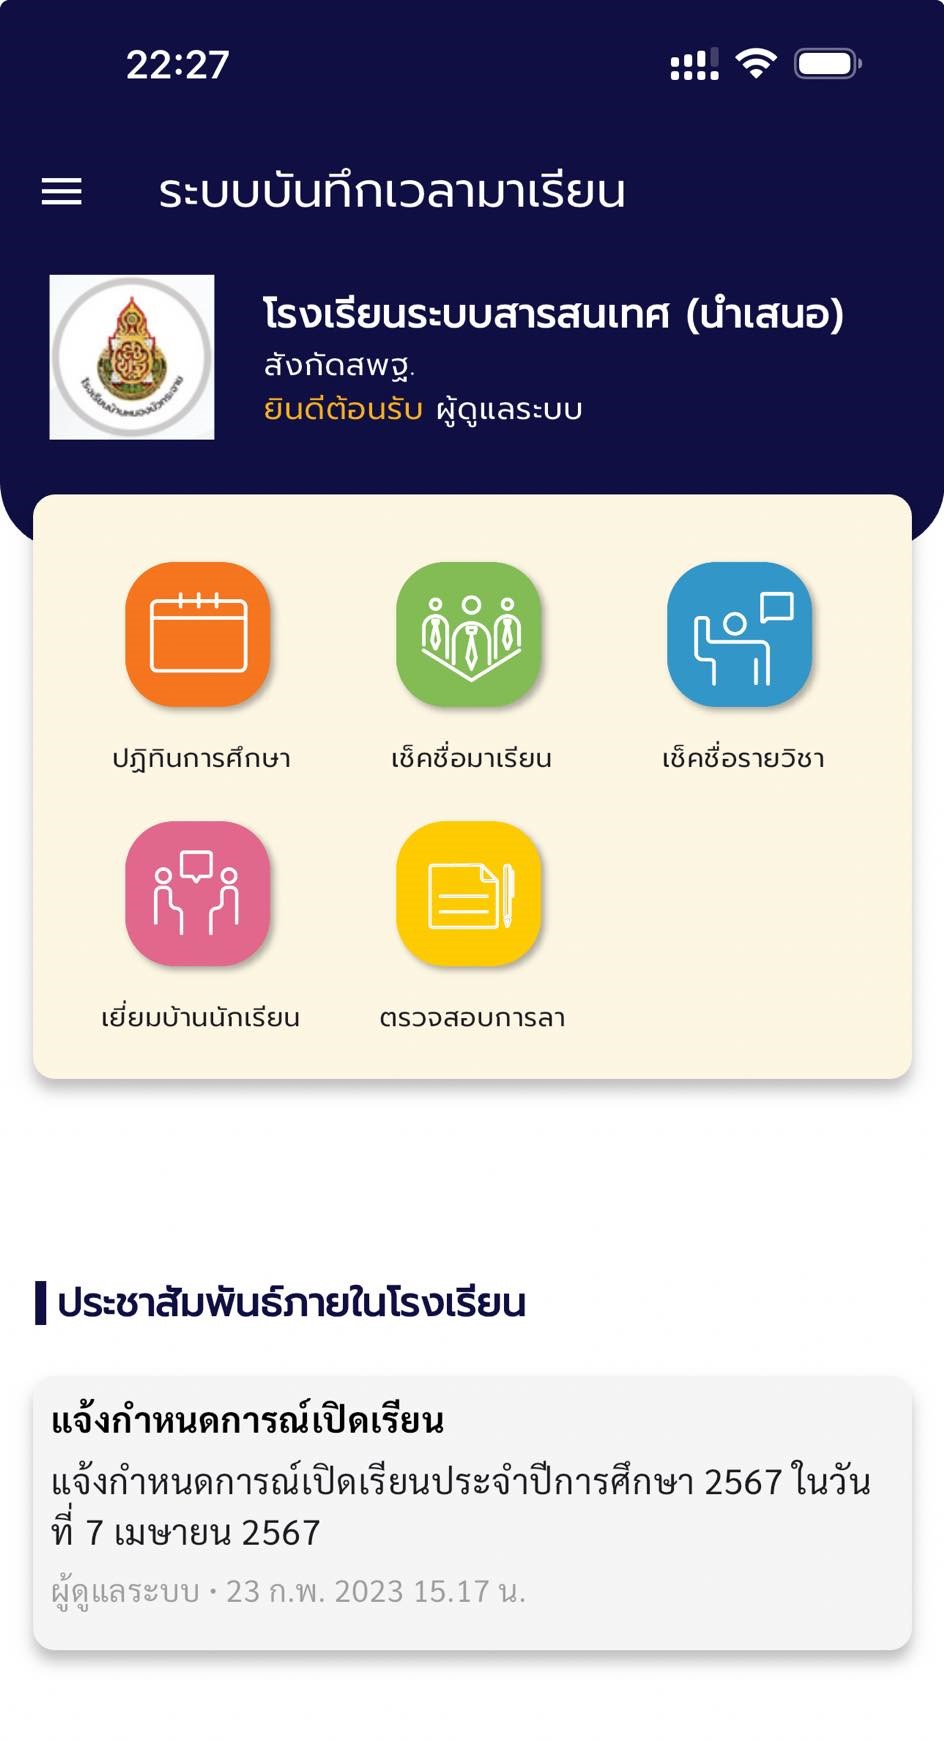 22:27
ระบบบันทึกเวลามาเรียน
โรงเรียนระบบสารสนเทศ (นำเสนอ)
สังกัดสพฐ.
ยินดีต้อนรับ ผู้ดูแลระบบ
ปฏิทินการศึกษา เช็คชื่อมาเรียน เช็คชื่อรายวิชา
เยี่ยมบ้านนักเรียน ตรวจสอบการลา
ประชาสัมพันธ์ภายในโรงเรียน
แจ้งกำหนดการณ์เปิดเรียน
แจ้งกำหนดการณ์เปิดเรียนประจำปีการศึกษา 2567 ในวัน
ที่ 7 เมษายน 2567
ผู้ดูแลระบบ • 23 ก.พ. 2023 15.17 น.